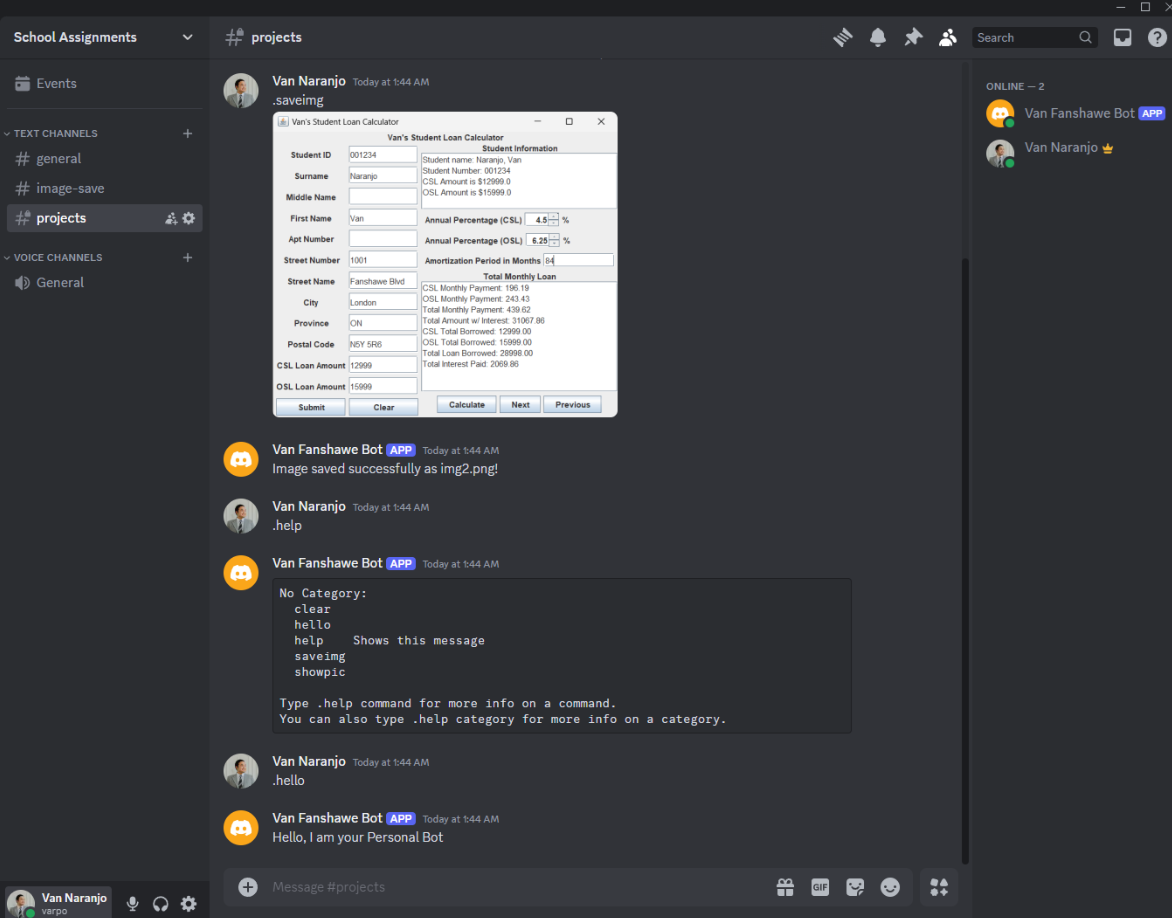 School Assignments
Events
TEXT CHANNELS
general
image-save
projects
VOICE CHANNELS
General
Van Naranjo
varpo
projects
Search
Van Naranjo Today at 1:44 AM
.saveimg
Van's Student Loan Calculator
Van's Student Loan Calculator
Student ID 001234
Surname Naranjo
Middle Name
First Name Van
Apt Number
Street Number 1001
Street Name Fanshawe Blvd
City London
Province ON
Postal Code N5Y 5R6
CSL Loan Amount 12999
OSL Loan Amount 15999
Submit Clear
Student Information
Student name: Naranjo, Van
Student Number: 001234
CSL Amount is $12999.0
OSL Amount is $15999.0
Annual Percentage (CSL) 4.5 %
Annual Percentage (OSL) 6.25 %
Amortization Period in Months 84
Total Monthly Loan
CSL Monthly Payment: 196.19
OSL Monthly Payment: 243.43
Total Monthly Payment: 439.62
Total Amount w/ Interest: 31067.86
CSL Total Borrowed: 12999.00
OSL Total Borrowed: 15999.00
Total Loan Borrowed: 28998.00
Total Interest Paid: 2069.86
Calculate Next Previous
Van Fanshawe Bot APP Today at 1:44 AM
Image saved successfully as img2.png!
Van Naranjo Today at 1:44 AM
.help
Van Fanshawe Bot APP Today at 1:44 AM
No Category:
clear
hello
help Shows this message
saveimg
showpic
Type .help command for more info on a command.
You can also type .help category for more info on a category.
Van Naranjo Today at 1:44 AM
.hello
Van Fanshawe Bot APP Today at 1:44 AM
Hello, I am your Personal Bot
Message #projects
GIF
ONLINE — 2
Van Fanshawe Bot APP
Van Naranjo